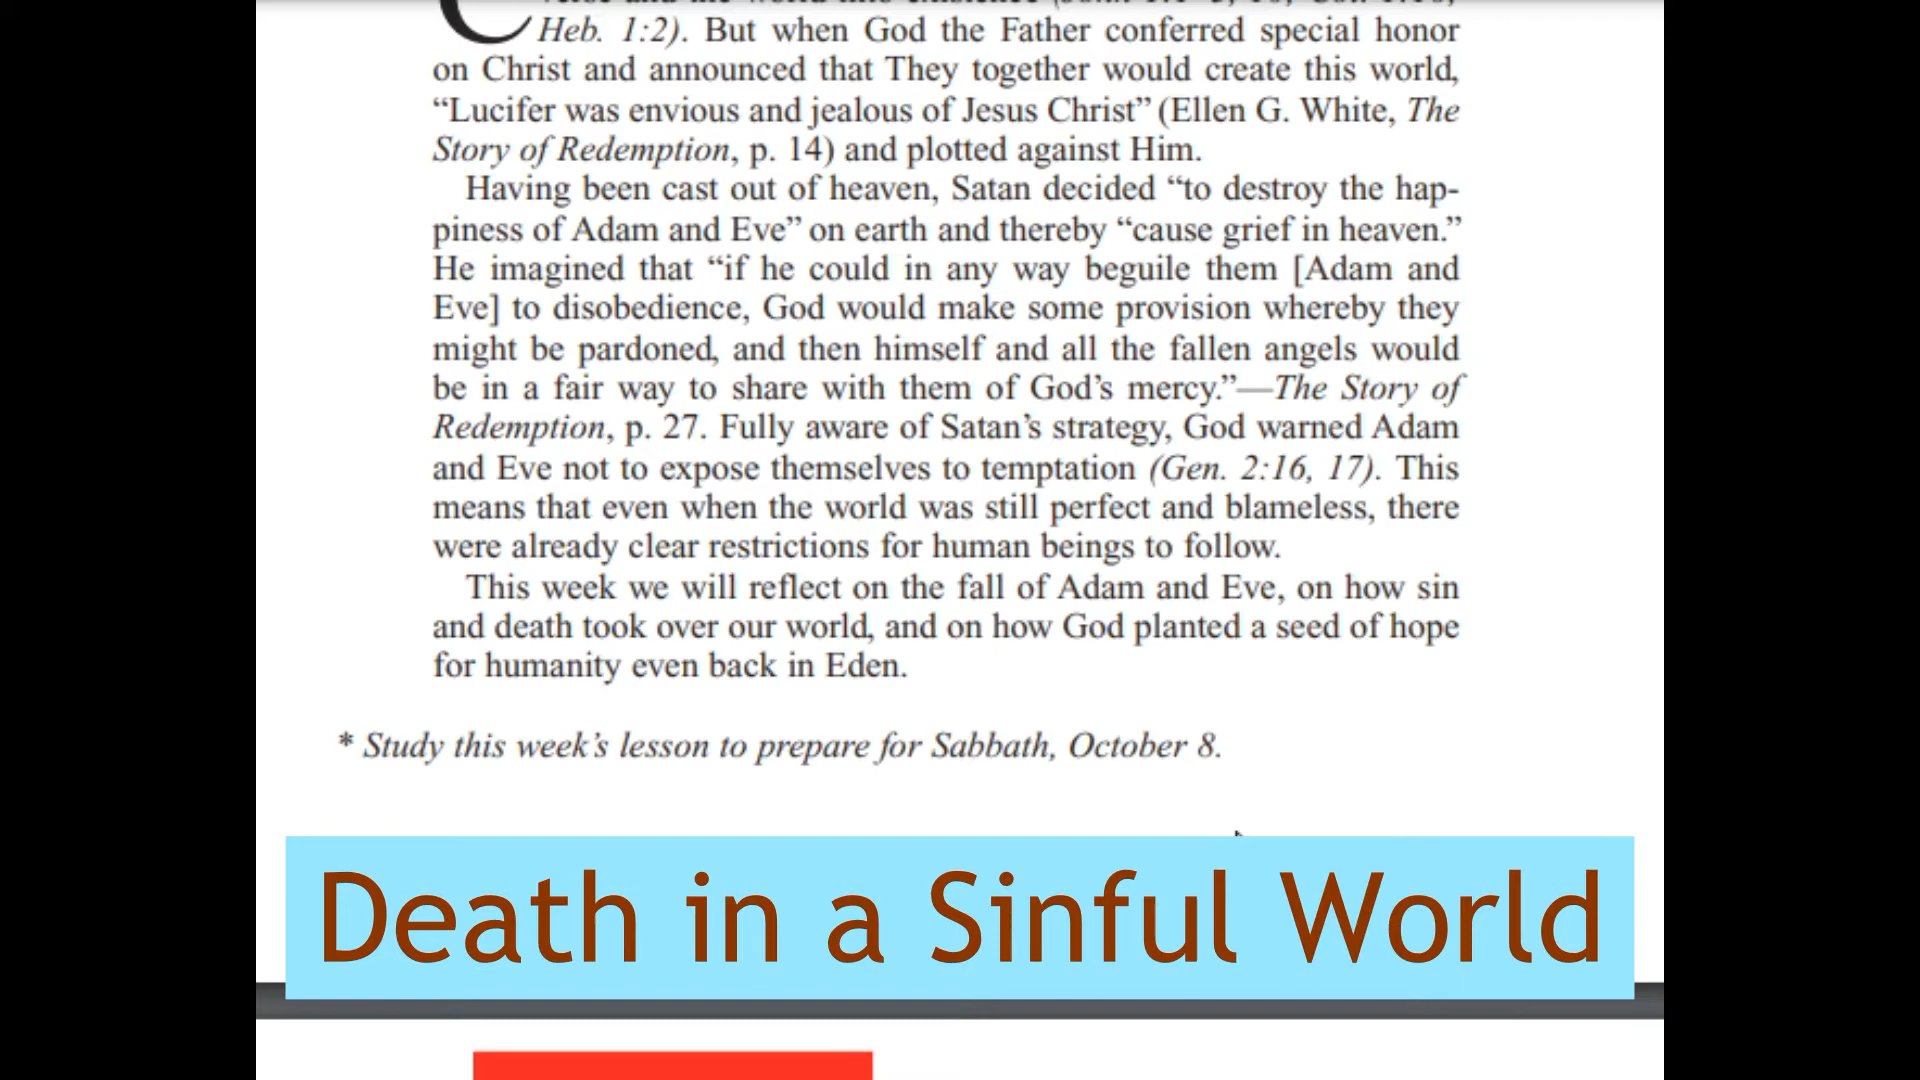 Heb. 1:2). But when God the Father conferred special honor
on Christ and announced that They together would create this world,
“Lucifer was envious and jealous of Jesus Christ” (Ellen G. White, The
Story of Redemption, p. 14) and plotted against Him.
Having been cast out of heaven, Satan decided “to destroy the hap-
piness of Adam and Eve” on earth and thereby “cause grief in heaven.”
He imagined that “if he could in any way beguile them [Adam and
Eve] to disobedience, God would make some provision whereby they
might be pardoned, and then himself and all the fallen angels would
be in a fair way to share with them of God’s mercy.”—The Story of
Redemption, p. 27. Fully aware of Satan’s strategy, God warned Adam
and Eve not to expose themselves to temptation (Gen. 2:16, 17). This
means that even when the world was still perfect and blameless, there
were already clear restrictions for human beings to follow.
This week we will reflect on the fall of Adam and Eve, on how sin
and death took over our world, and on how God planted a seed of hope
for humanity even back in Eden.
* Study this week’s lesson to prepare for Sabbath, October 8.
Death in a Sinful World